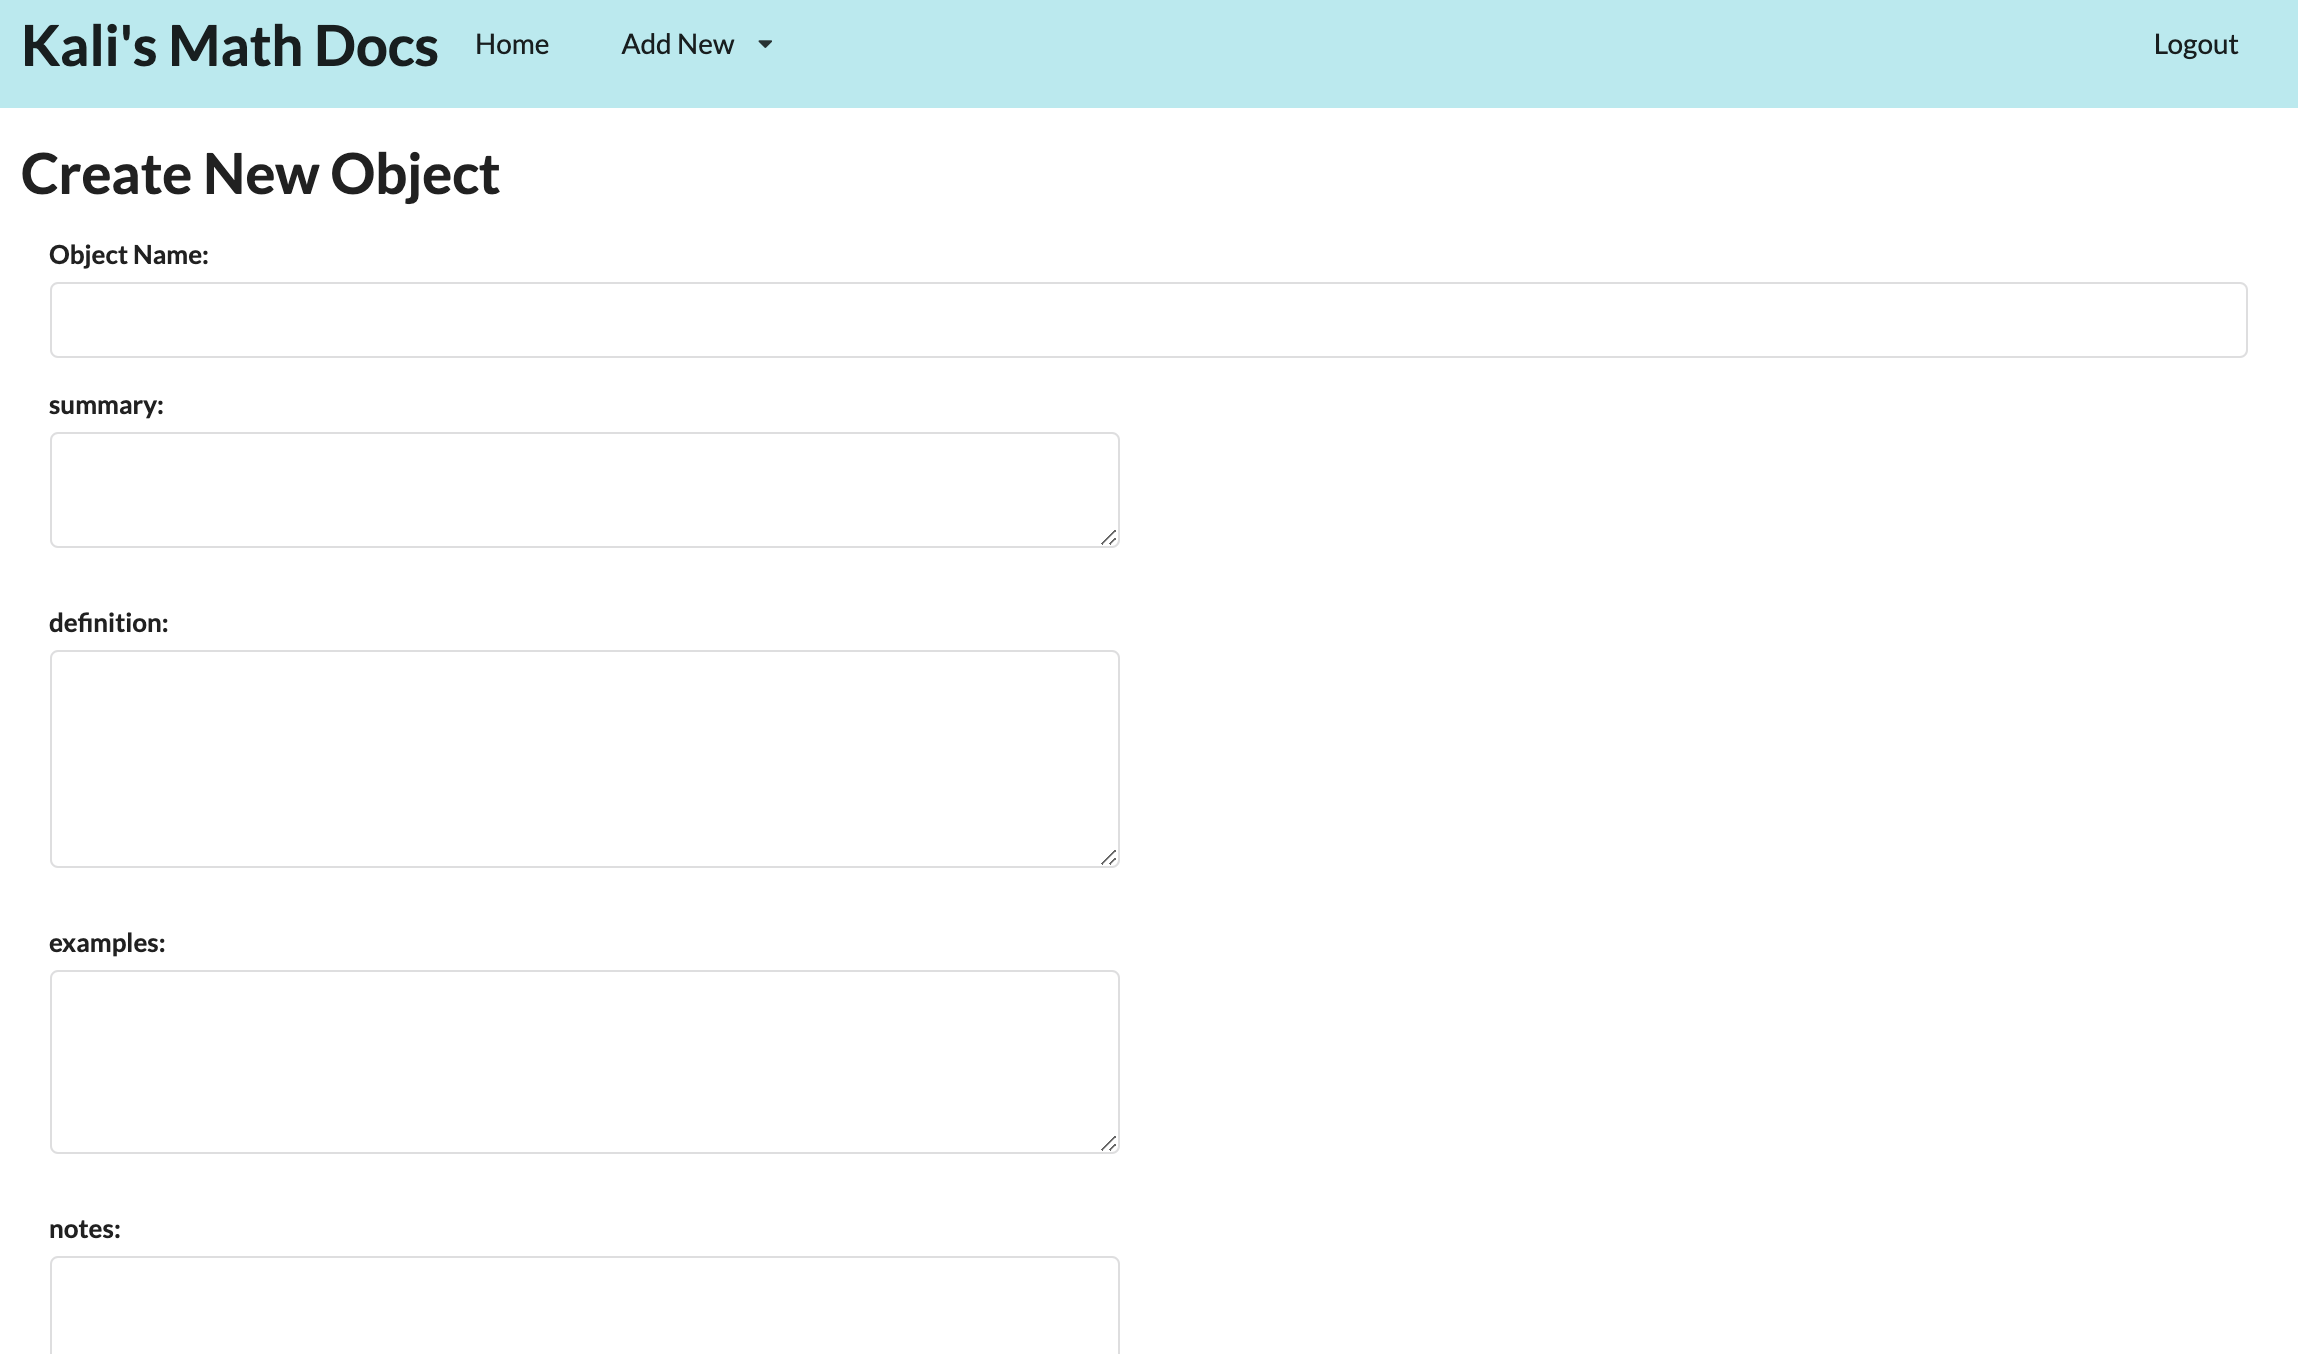 Kali's Math Docs Home Add New Logout
Create New Object
Object Name:
summary:
definition:
examples:
notes: